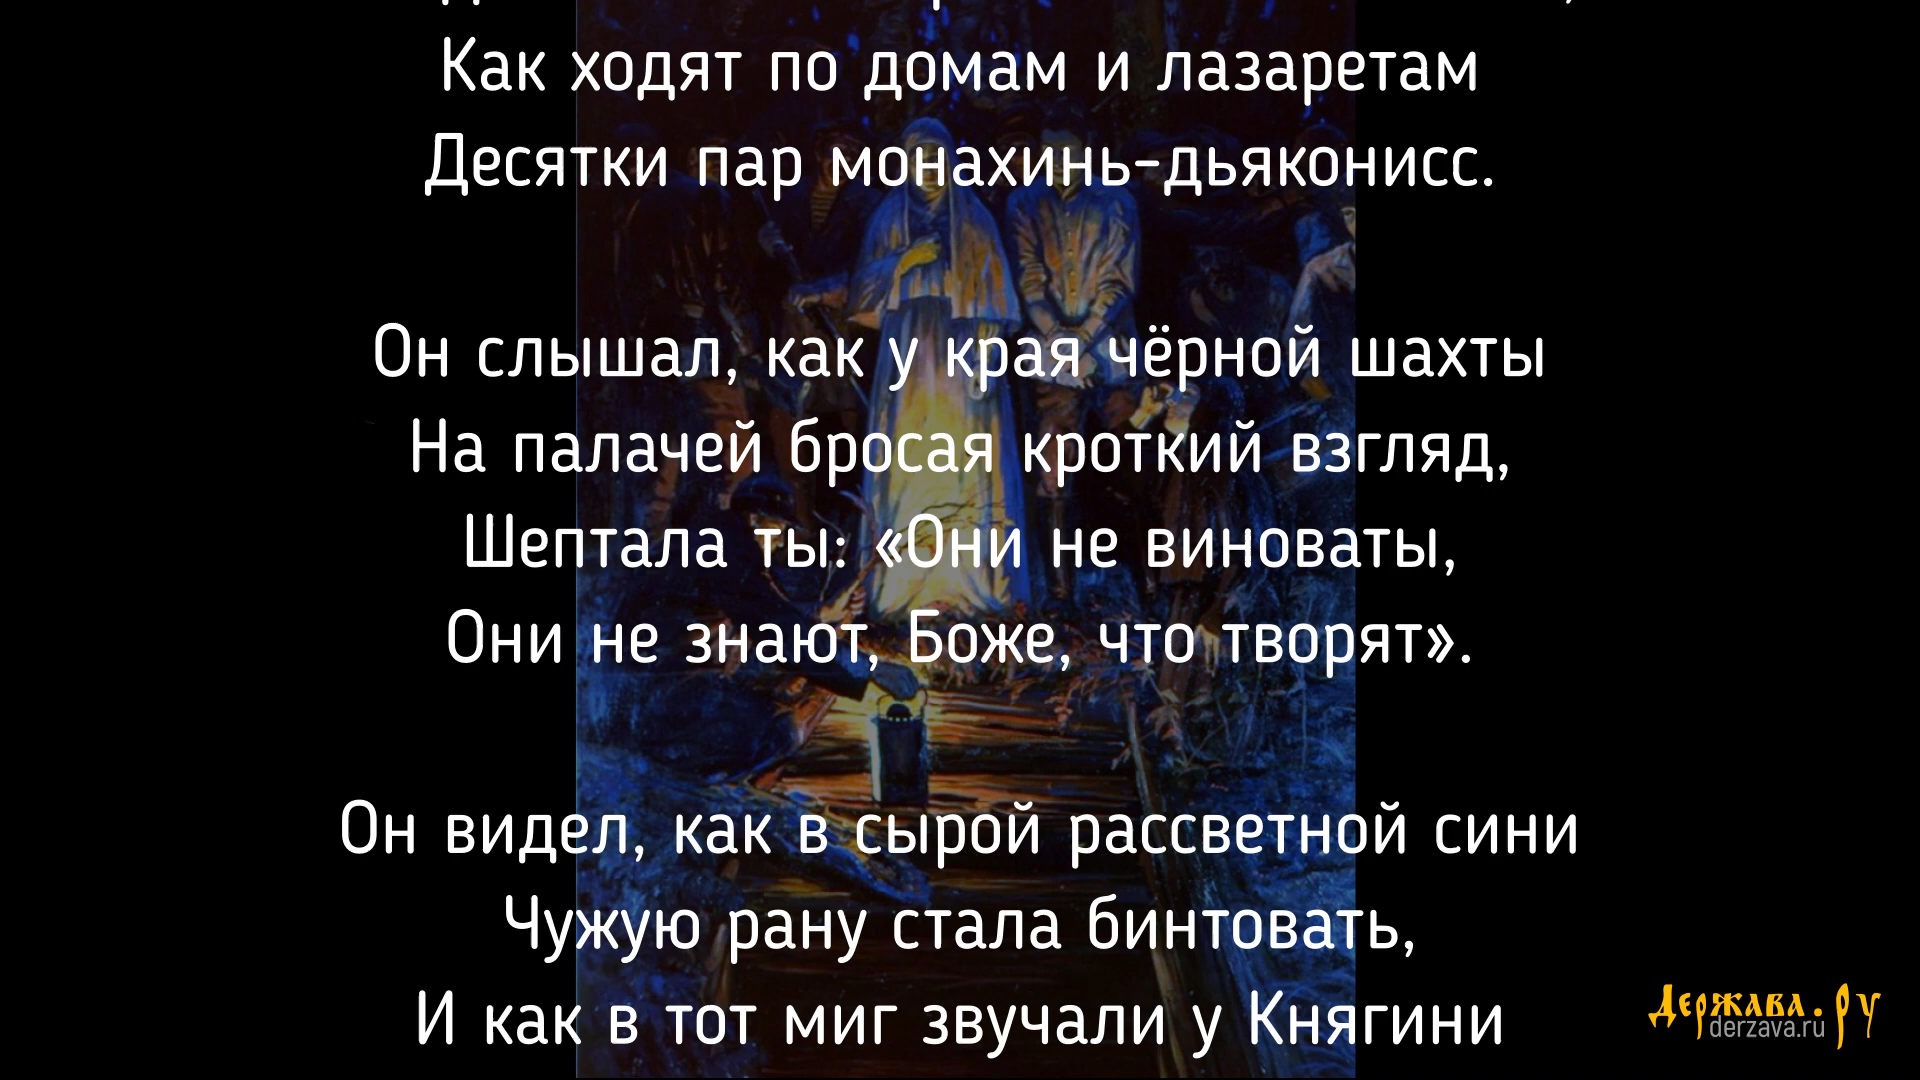 Как ходят по домам и лазаретам
Десятки пар монахинь-дьяконисс.
Он слышал, как у края чёрной шахты
На палачей бросая кроткий взгляд,
Шептала ты: «Они не виноваты,
Они не знают, Боже, что творят».
Он видел, как в сырой рассветной сини
Чужую рану стала бинтовать,
И как в тот миг звучали у Княгини
Держава.Ру
derzava.ru